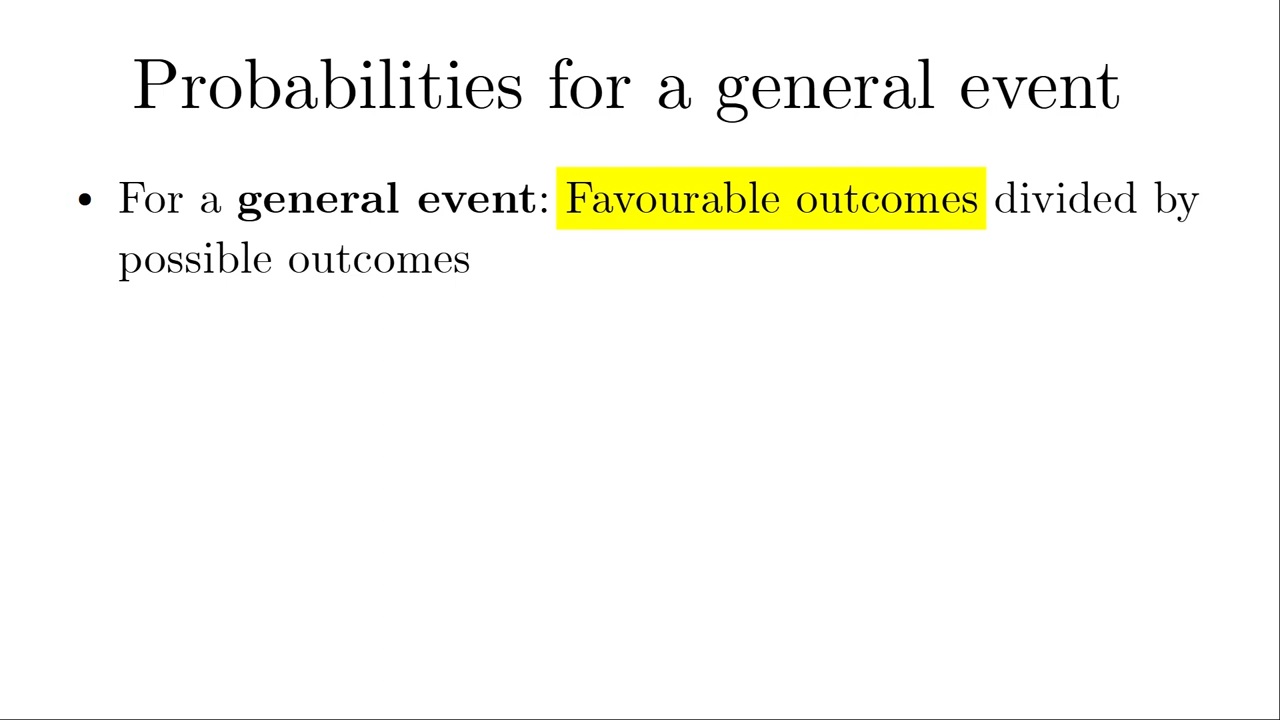 Probabilities for a general event
• For a general event: Favourable outcomes divided by
possible outcomes